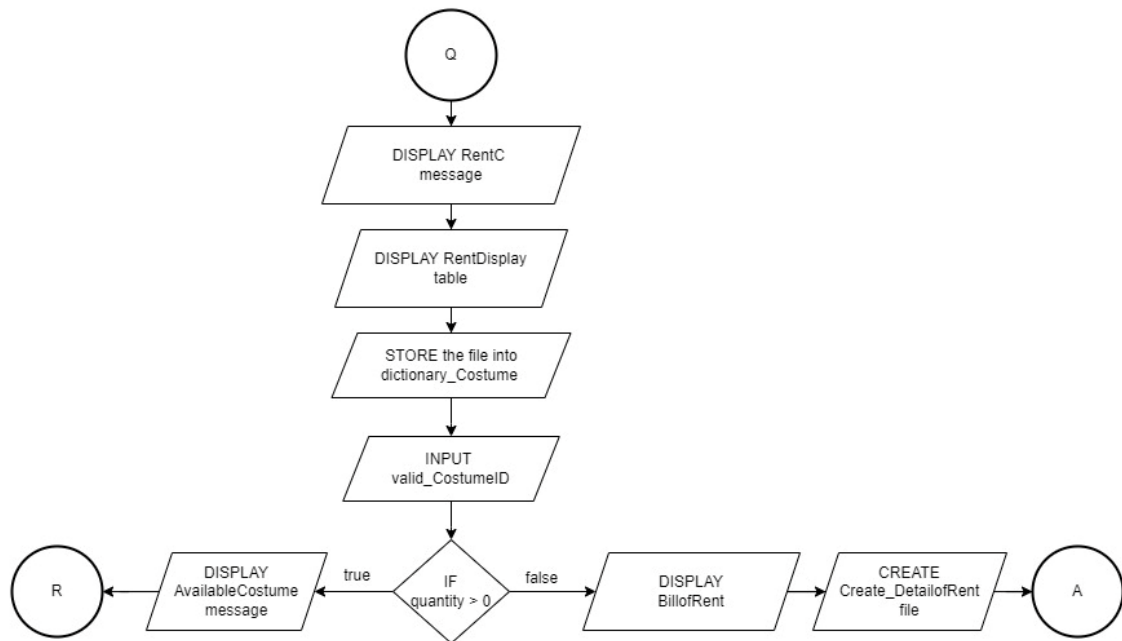 Q
DISPLAY RentC
message
DISPLAY RentDisplay
table
STORE the file into
dictionary_Costume
INPUT
valid_CostumeID
R
DISPLAY
AvailableCostume
message
true
IF
quantity > 0
false
DISPLAY
BillofRent
CREATE
Create_DetailofRent
file
A